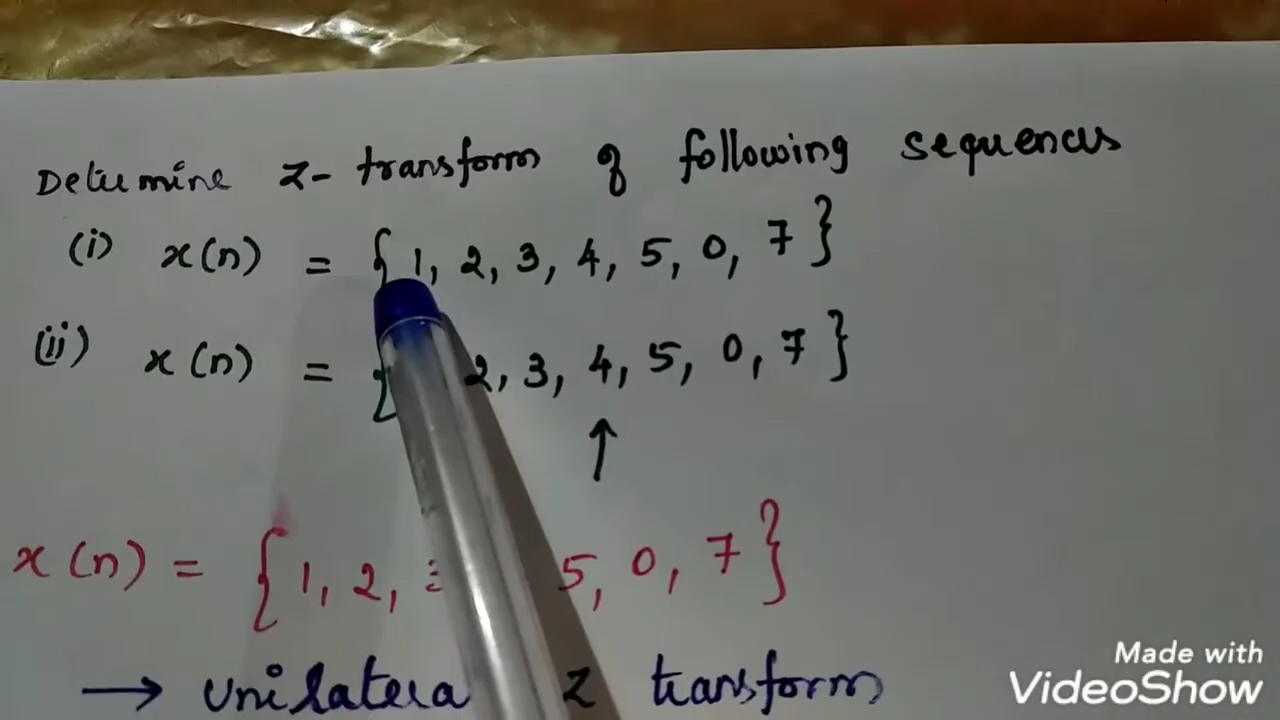 Determine z- transform of following sequences
(i) x(n) = { 1, 2, 3, 4, 5, 0, 7 }
(ii) x(n) = { 2, 3, 4, 5, 0, 7 }
↑
x(n) = { 1, 2, 5, 0, 7 }
→ z transform
Made with
VideoShow